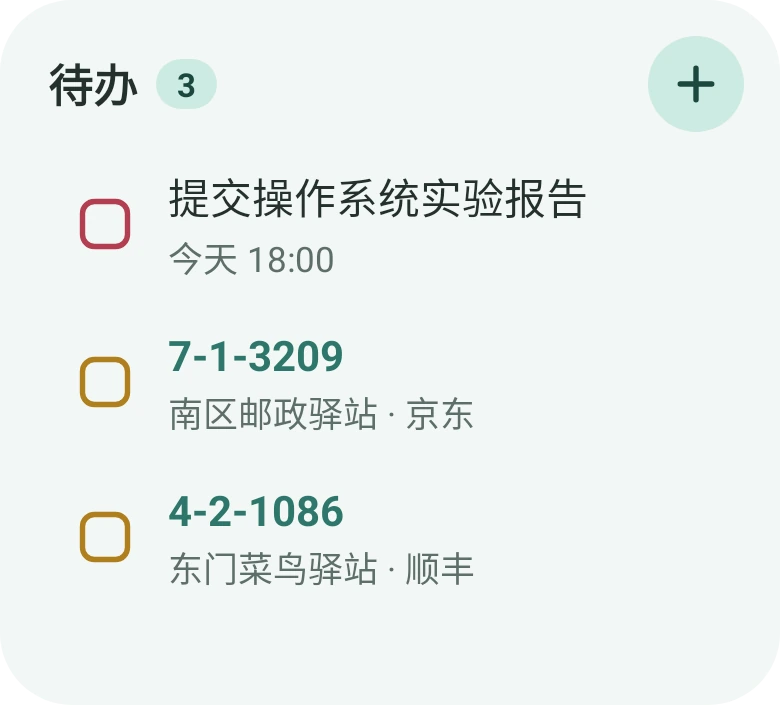 待办 3
提交操作系统实验报告
今天 18:00
7-1-3209
南区邮政驿站 · 京东
4-2-1086
东门菜鸟驿站 · 顺丰